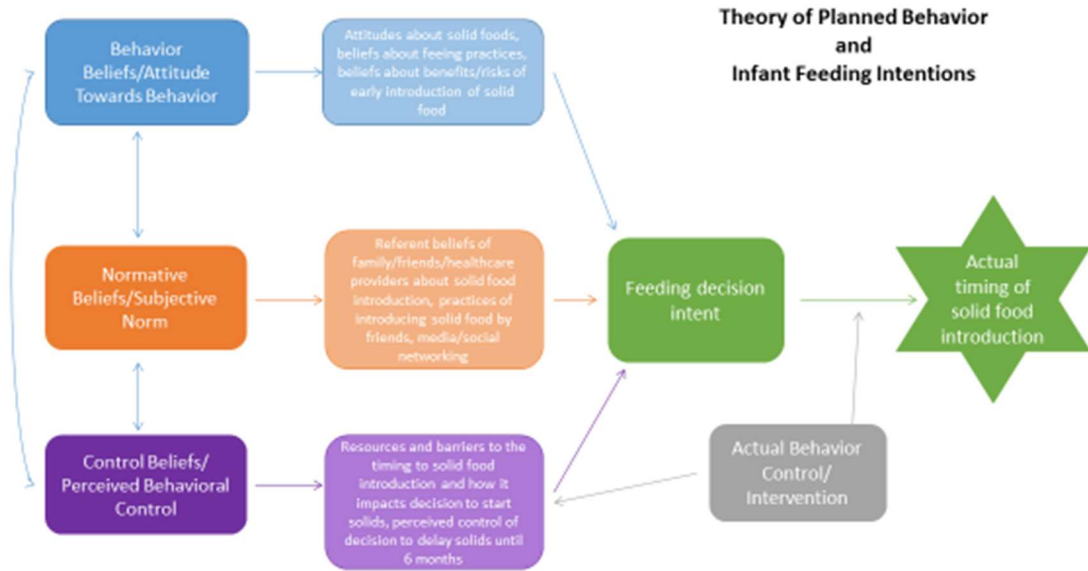 Theory of Planned Behavior
and
Infant Feeding Intentions
Behavior
Beliefs/Attitude
Towards Behavior
Attitudes about solid foods,
beliefs about feeing practices,
beliefs about benefits/risks of
early introduction of solid
food
Normative
Beliefs/Subjective
Norm
Referent beliefs of
family/friends/healthcare
providers about solid food
introduction, practices of
introducing solid food by
friends, media/social
networking
Feeding decision
intent
Actual
timing of
solid food
introduction
Control Beliefs/
Perceived Behavioral
Control
Resources and barriers to the
timing to solid food
introduction and how it
impacts decision to start
solids, perceived control of
decision to delay solids until
6 months
Actual Behavior
Control/
Intervention